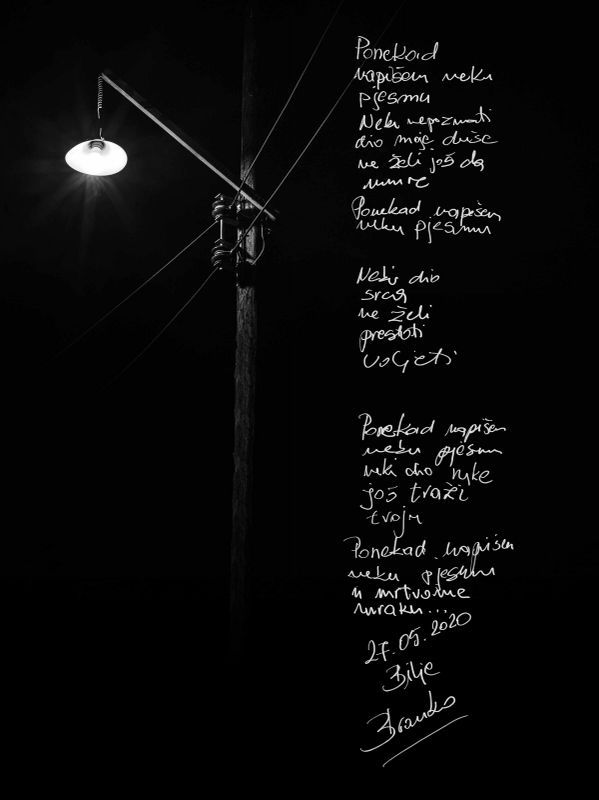 Ponekad
napišem neku
pjesmu
Neki nepoznati
dio moje duše
ne želi još da
umre
Ponekad napišem
neku pjesmu
Neki dio
srca
ne želi
prestati
voljeti
Ponekad napišem
neku pjesmu
neki dio ruke
još traži
tvoju
Ponekad napišem
neku pjesmu
u mrtvome
mraku...
27.05.2020
Bilje
Branko